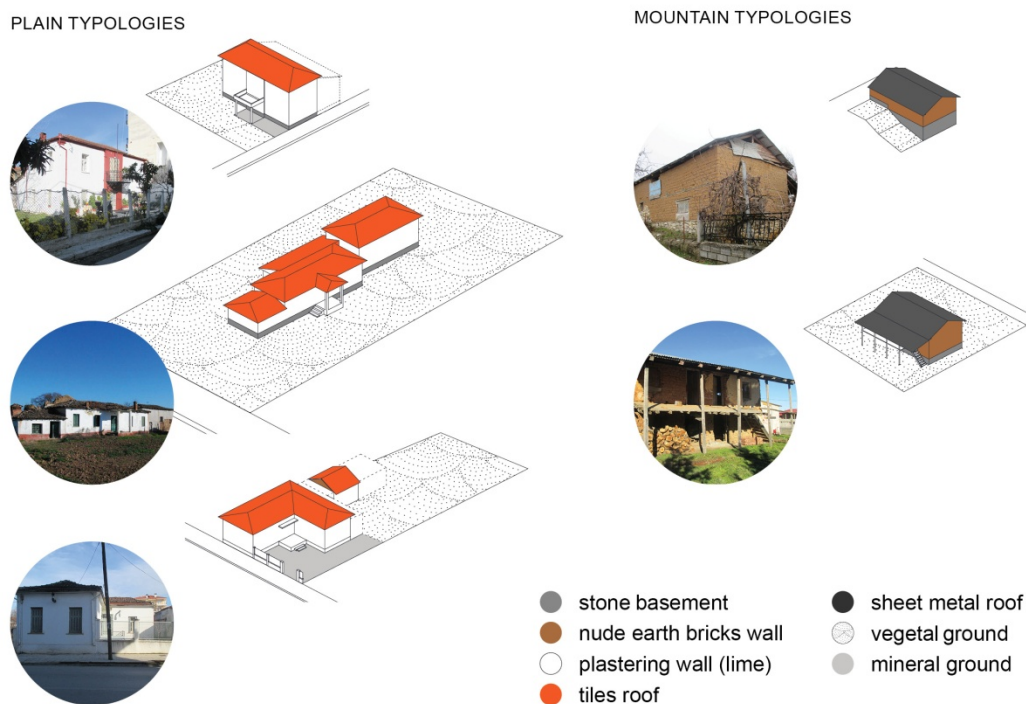 PLAIN TYPOLOGIES
MOUNTAIN TYPOLOGIES
stone basement
nude earth bricks wall
plastering wall (lime)
tiles roof
sheet metal roof
vegetal ground
mineral ground